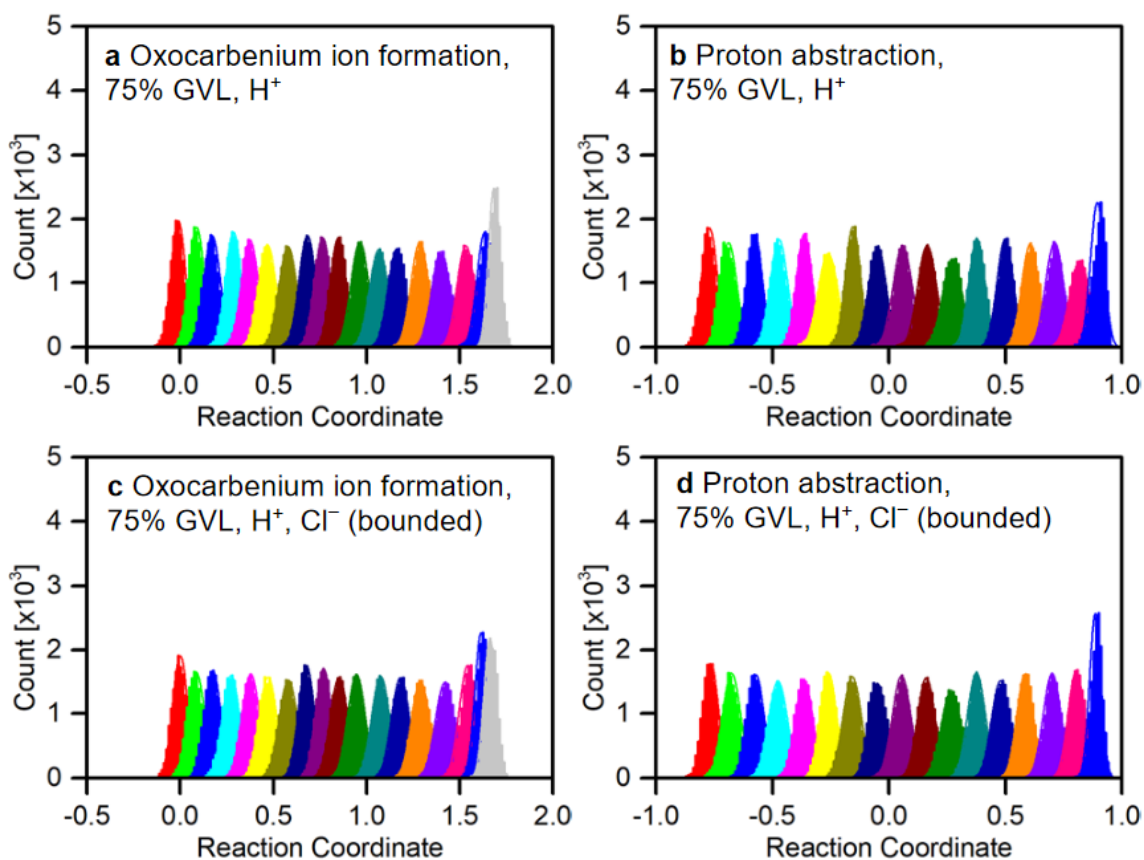 a Oxocarbenium ion formation,
75% GVL, H⁺
Count [x10³]
5
4
3
2
1
0
-0.5
0.0
0.5
1.0
1.5
2.0
Reaction Coordinate
b Proton abstraction,
75% GVL, H⁺
Count [x10³]
5
4
3
2
1
0
-1.0
-0.5
0.0
0.5
1.0
Reaction Coordinate
c Oxocarbenium ion formation,
75% GVL, H⁺, Cl⁻ (bounded)
Count [x10³]
5
4
3
2
1
0
-0.5
0.0
0.5
1.0
1.5
2.0
Reaction Coordinate
d Proton abstraction,
75% GVL, H⁺, Cl⁻ (bounded)
Count [x10³]
5
4
3
2
1
0
-1.0
-0.5
0.0
0.5
1.0
Reaction Coordinate